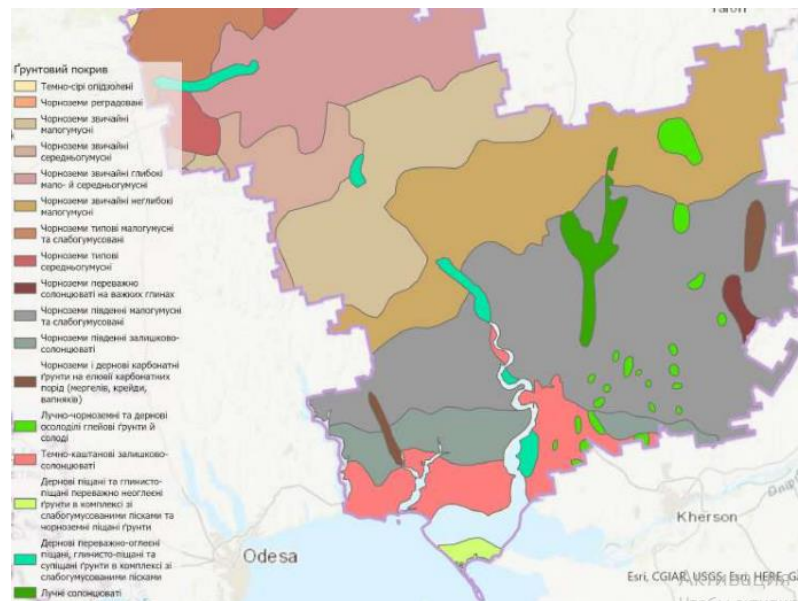 Ґрунтовий покрив
Темно-сірі опідзолені
Чорноземи реградовані
Чорноземи звичайні
малогумусні
Чорноземи звичайні
середньогумусні
Чорноземи звичайні глибокі
мало- й середньогумусні
Чорноземи звичайні неглибокі
малогумусні
Чорноземи типові малогумусні
та слабогумусовані
Чорноземи типові
середньогумусні
Чорноземи переважно
солонцюваті на важких глинах
Чорноземи південні малогумусні
та слабогумусовані
Чорноземи південні залишково-
солонцюваті
Чорноземи і дернові карбонатні
ґрунти на елювії карбонатних
порід (мергелів, крейди,
вапняків)
Лучно-чорноземні та дернові
осолоділі глейові ґрунти й
солоді
Темно-каштанові залишково-
солонцюваті
Дернові піщані та глинисто-
піщані переважно неоглеєні
ґрунти в комплексі зі
слабогумусованими пісками та
чорноземні піщані ґрунти
Дернові переважно-оглеєні
піщані, глинисто-піщані та
супіщані ґрунти в комплексі зі
слабогумусованими пісками
Лучні солонцюваті
Kherson
Odesa
Esri, CGIAR, USGS, Esri, HERE, G